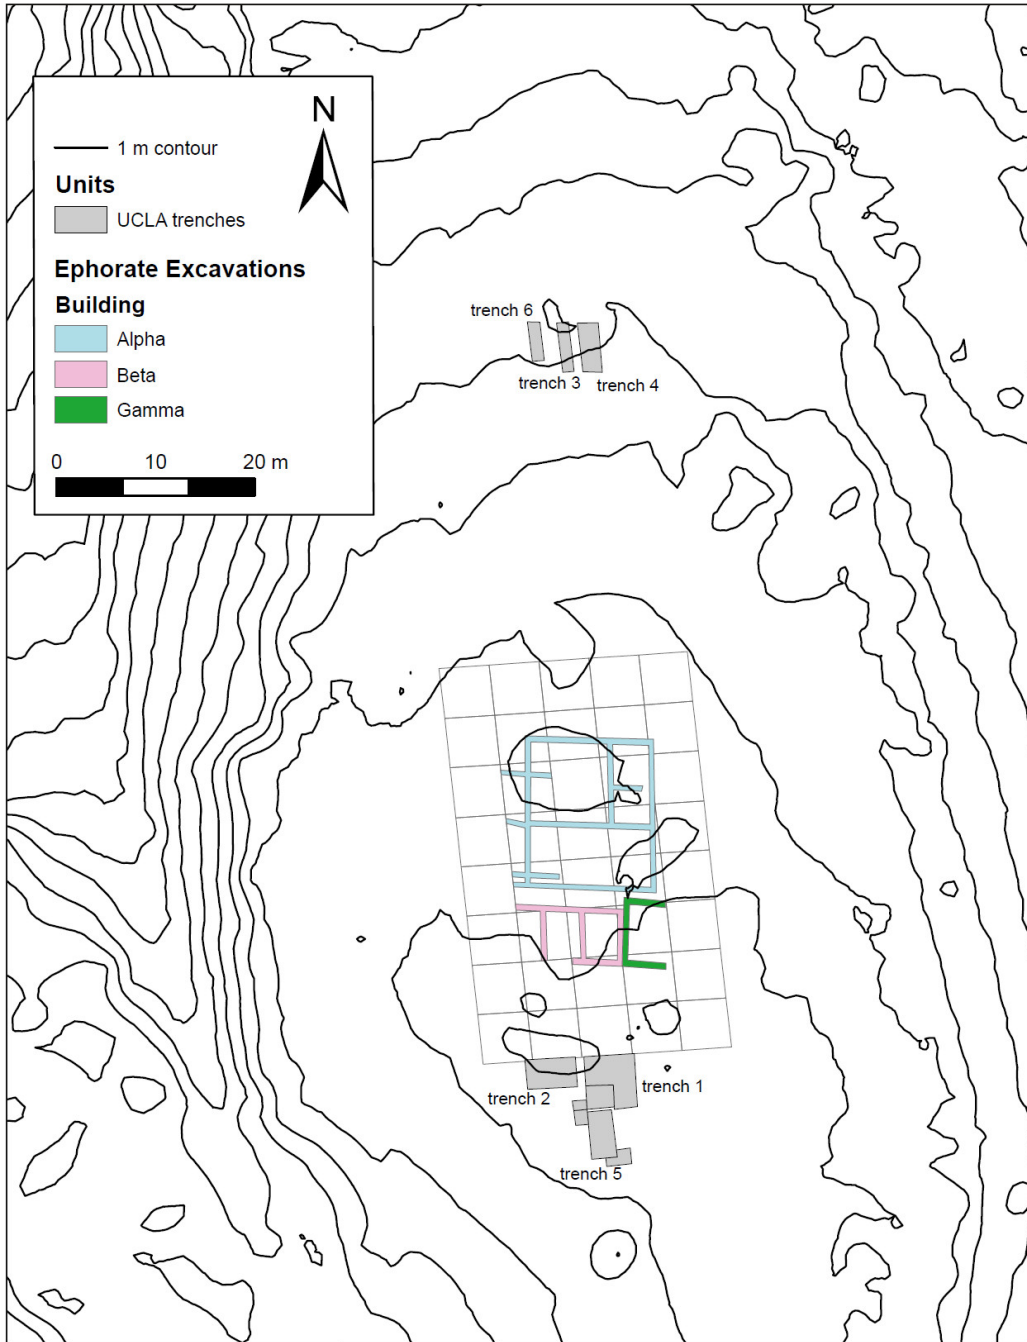 N
1 m contour
Units
UCLA trenches
Ephorate Excavations
Building
Alpha
Beta
Gamma
0 10 20 m
trench 6
trench 3
trench 4
trench 1
trench 2
trench 5